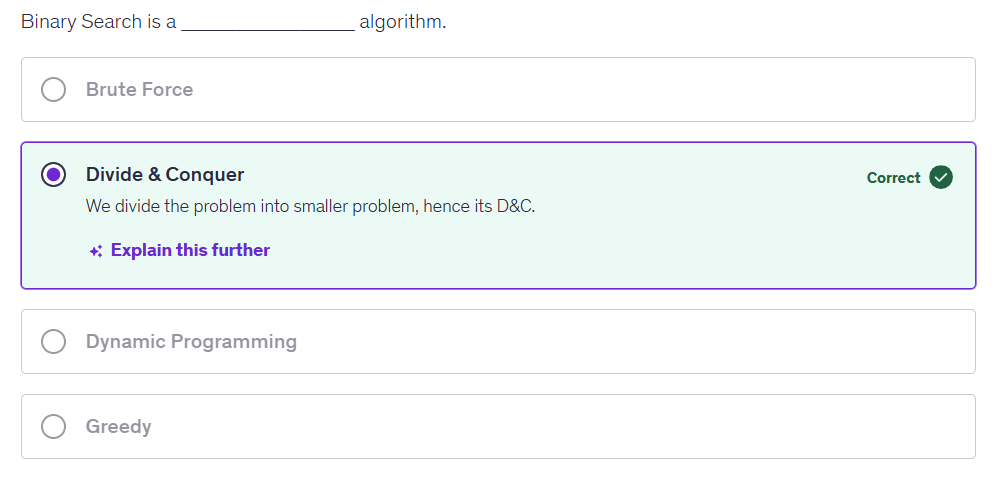 Binary Search is a _________________ algorithm.
Brute Force
Divide & Conquer
Correct
We divide the problem into smaller problem, hence its D&C.
Explain this further
Dynamic Programming
Greedy